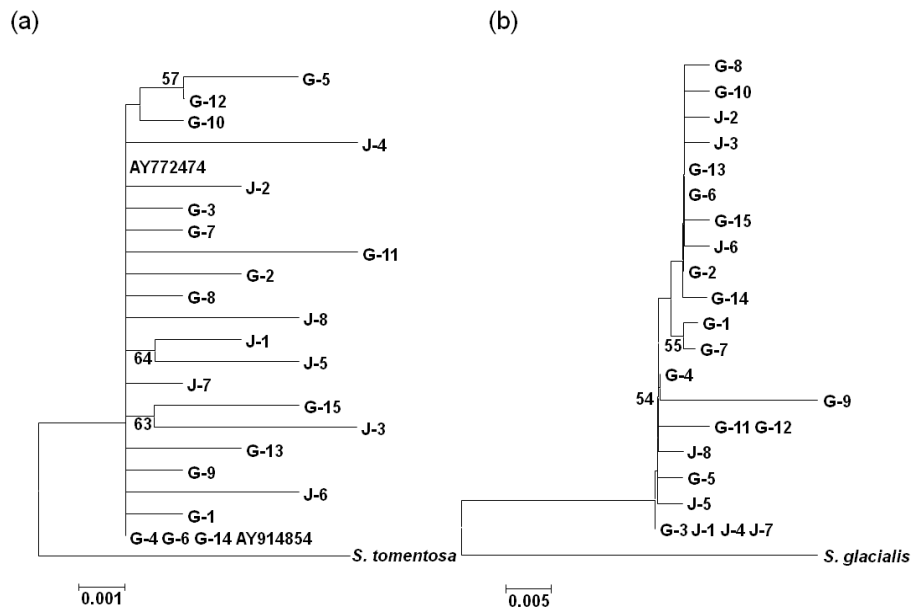 (a)
57
G-5
G-12
G-10
J-4
AY772474
J-2
G-3
G-7
G-11
G-2
G-8
J-8
J-1
64
J-5
J-7
G-15
63
J-3
G-13
G-9
J-6
G-1
G-4 G-6 G-14 AY914854
S. tomentosa
0.001
(b)
G-8
G-10
J-2
J-3
G-13
G-6
G-15
J-6
G-2
G-14
G-1
55
G-7
G-4
54
G-9
G-11 G-12
J-8
G-5
J-5
G-3 J-1 J-4 J-7
S. glacialis
0.005